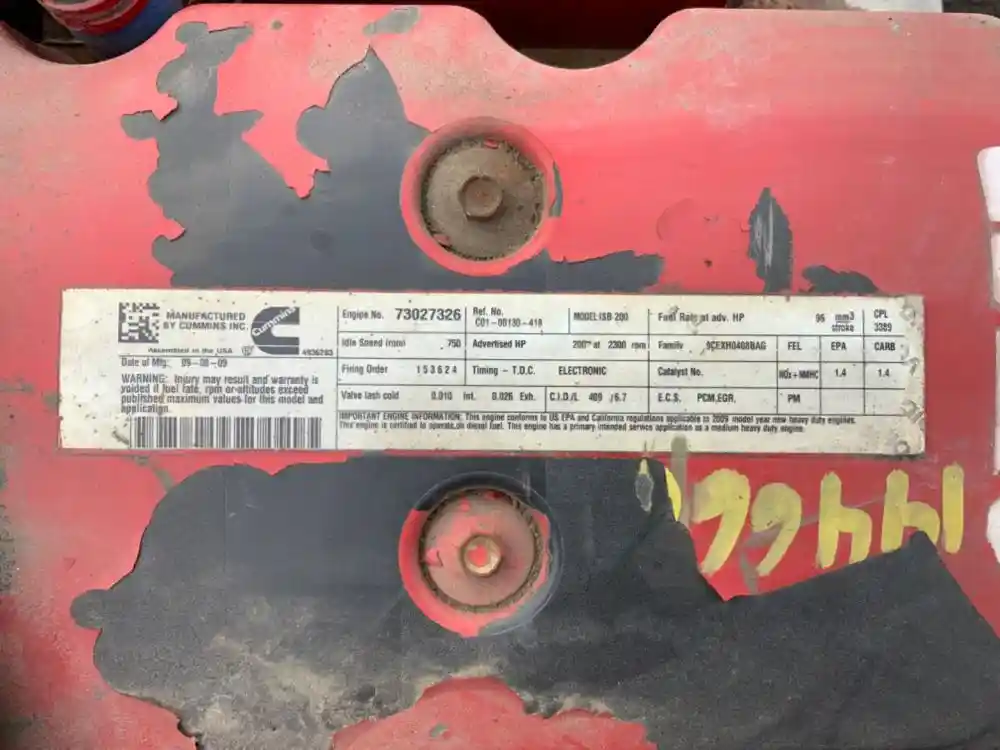 MANUFACTURED
BY CUMMINS INC.
Cummins
Assembled in the USA
4936283
Date of Mfg. 09-08-09
WARNING: Injury may result and warranty is
voided if fuel rate, rpm or altitudes exceed
published maximum values for this model and
application.
Engine No. 73027326
Ref. No.
C01-00130-418
MODEL:ISB 200
Fuel Rate at adv. HP 96 mm3
stroke
CPL
3389
Idle Speed (rpm) 750
Advertised HP 200 at 2300 rpm
Family 9CEXH0408BAG
FEL EPA CARB
Firing Order 153624
Timing - T.D.C. ELECTRONIC
Catalyst No.
NOx+NMHC 1.4 1.4
Valve lash cold 0.010 Int. 0.026 Exh.
C.I.D./L 409 /6.7
E.C.S. PCM,EGR,
PM
IMPORTANT ENGINE INFORMATION: This engine conforms to US EPA and California regulations applicable to 2009 model year new heavy duty engines.
This engine is certified to operate on diesel fuel. This engine has a primary intended service application as a medium heavy duty engine.